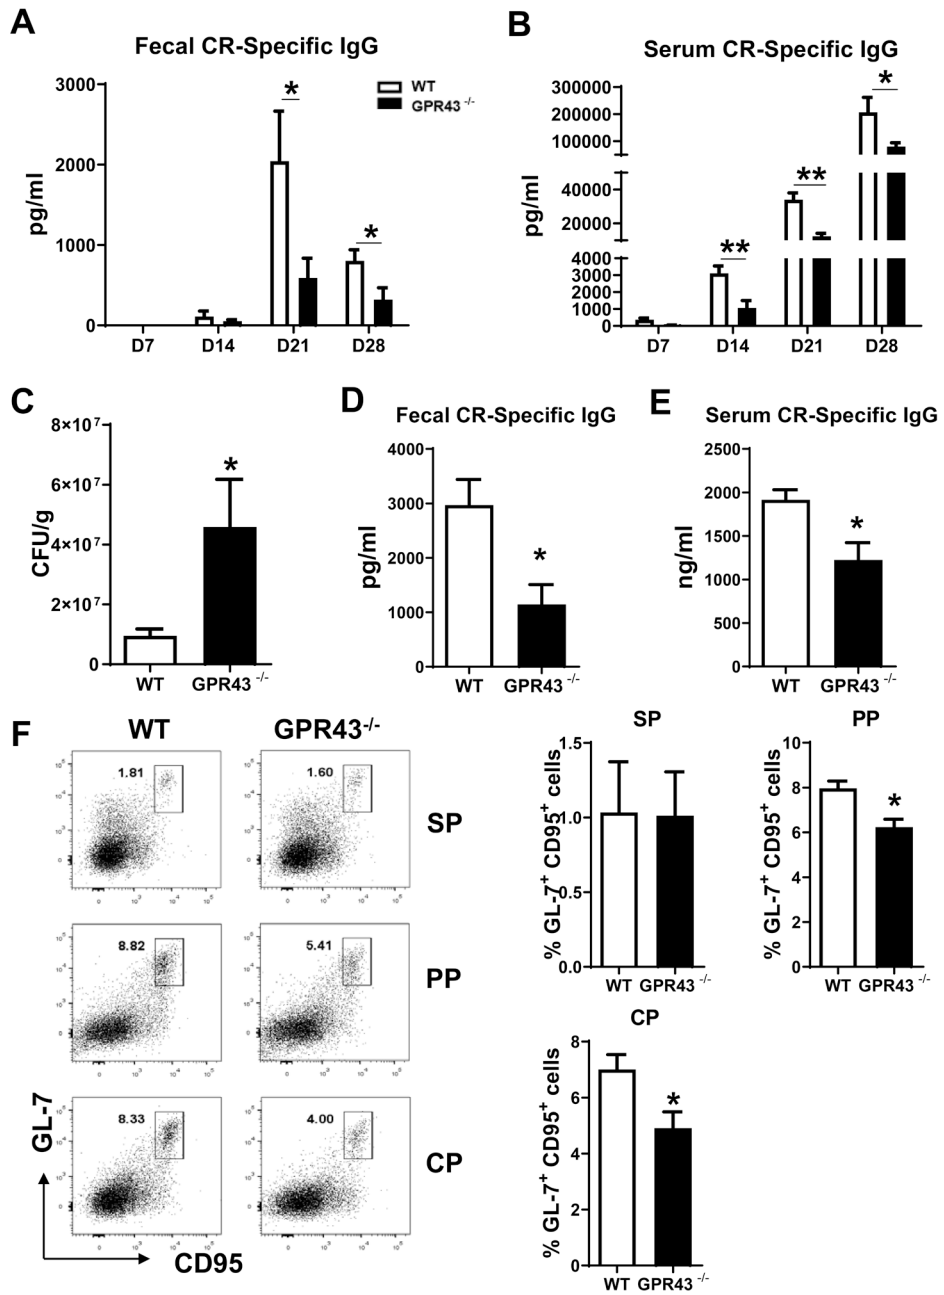 A
Fecal CR-Specific IgG
pg/ml
3000
2000
1000
0
D7 D14 D21 D28
*
*
WT
GPR43 -/-
B
Serum CR-Specific IgG
pg/ml
300000
200000
100000
40000
20000
4000
3000
2000
1000
0
D7 D14 D21 D28
**
**
*
C
CFU/g
8×10⁷
6×10⁷
4×10⁷
2×10⁷
0
*
WT GPR43 -/-
D
Fecal CR-Specific IgG
pg/ml
4000
3000
2000
1000
0
*
WT GPR43 -/-
E
Serum CR-Specific IgG
ng/ml
2500
2000
1500
1000
500
0
*
WT GPR43 -/-
F
WT GPR43-/-
1.81 1.60
SP
8.82 5.41
PP
8.33 4.00
CP
GL-7
CD95
SP
% GL-7⁺ CD95⁺ cells
1.5
1.0
0.5
0.0
WT GPR43 -/-
PP
% GL-7⁺ CD95⁺ cells
10
8
6
4
2
0
*
WT GPR43 -/-
CP
% GL-7⁺ CD95⁺ cells
8
6
4
2
0
*
WT GPR43 -/-